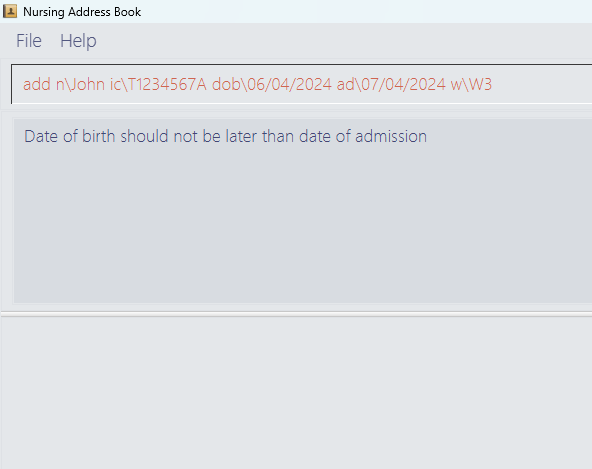 Nursing Address Book
File Help
add n\John ic\T1234567A dob\06/04/2024 ad\07/04/2024 w\W3
Date of birth should not be later than date of admission